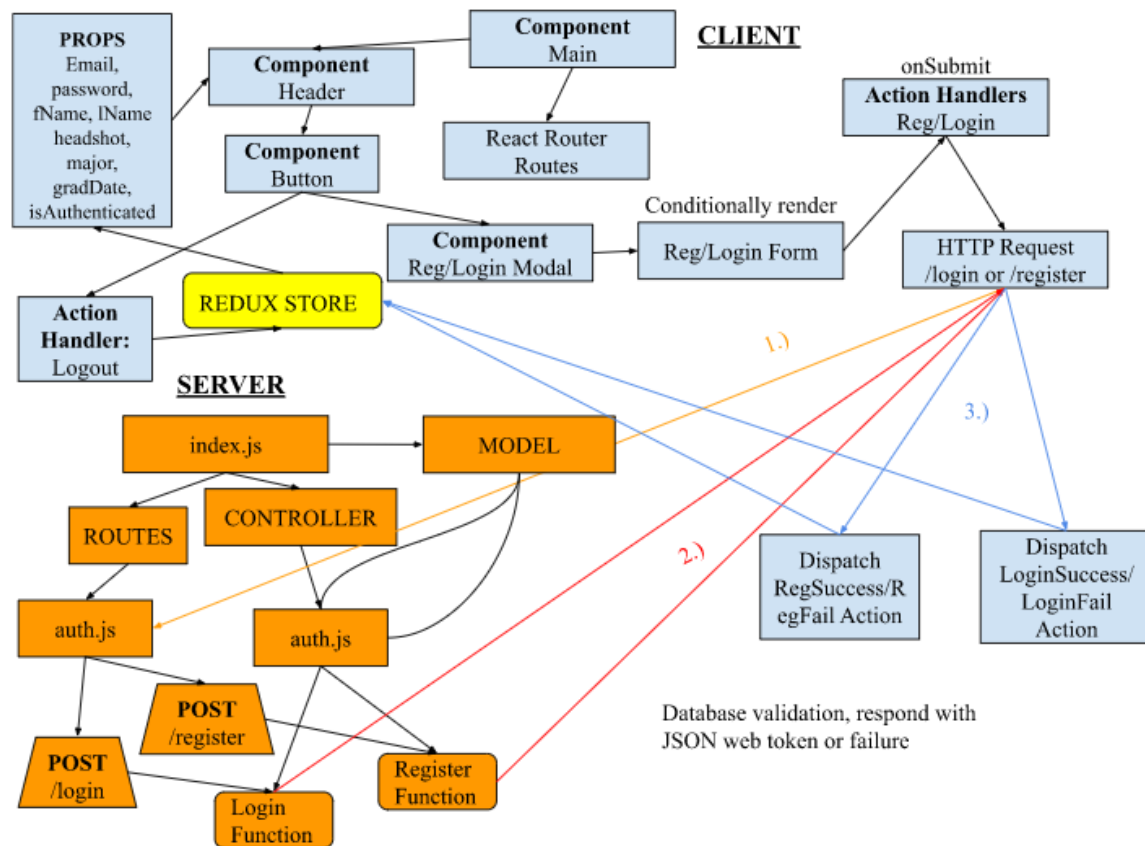 PROPS
Email,
password,
fName, lName
headshot,
major,
gradDate,
isAuthenticated
Component
Header
Component
Main
CLIENT
onSubmit
Action Handlers
Reg/Login
Component
Button
React Router
Routes
Conditionally render
Component
Reg/Login Modal
Reg/Login Form
HTTP Request
/login or /register
REDUX STORE
Action
Handler:
Logout
1.)
SERVER
3.)
index.js
MODEL
ROUTES
CONTROLLER
2.)
Dispatch
RegSuccess/R
egFail Action
Dispatch
LoginSuccess/
LoginFail
Action
auth.js
auth.js
POST
/register
POST
/login
Login
Function
Register
Function
Database validation, respond with
JSON web token or failure